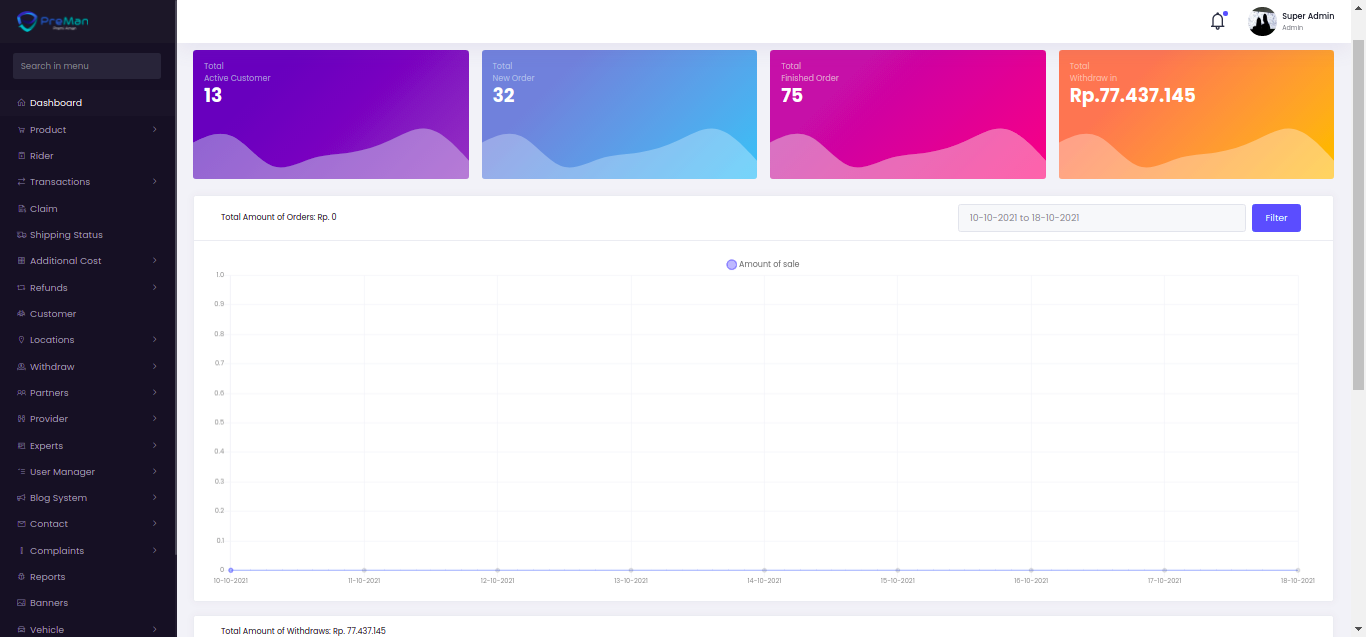 PreMan
Super Admin
Admin
Search in menu
Dashboard
Product
Rider
Transactions
Claim
Shipping Status
Additional Cost
Refunds
Customer
Locations
Withdraw
Partners
Provider
Experts
User Manager
Blog System
Contact
Complaints
Reports
Banners
Vehicle
Total
Active Customer
13
Total
New Order
32
Total
Finished Order
75
Total
Withdraw in
Rp.77.437.145
Total Amount of Orders: Rp. 0
10-10-2021 to 18-10-2021
Filter
Amount of sale
1.0
0.9
0.8
0.7
0.6
0.5
0.4
0.3
0.2
0.1
0
10-10-2021 11-10-2021 12-10-2021 13-10-2021 14-10-2021 15-10-2021 16-10-2021 17-10-2021 18-10-2021
Total Amount of Withdraws: Rp. 77.437.145